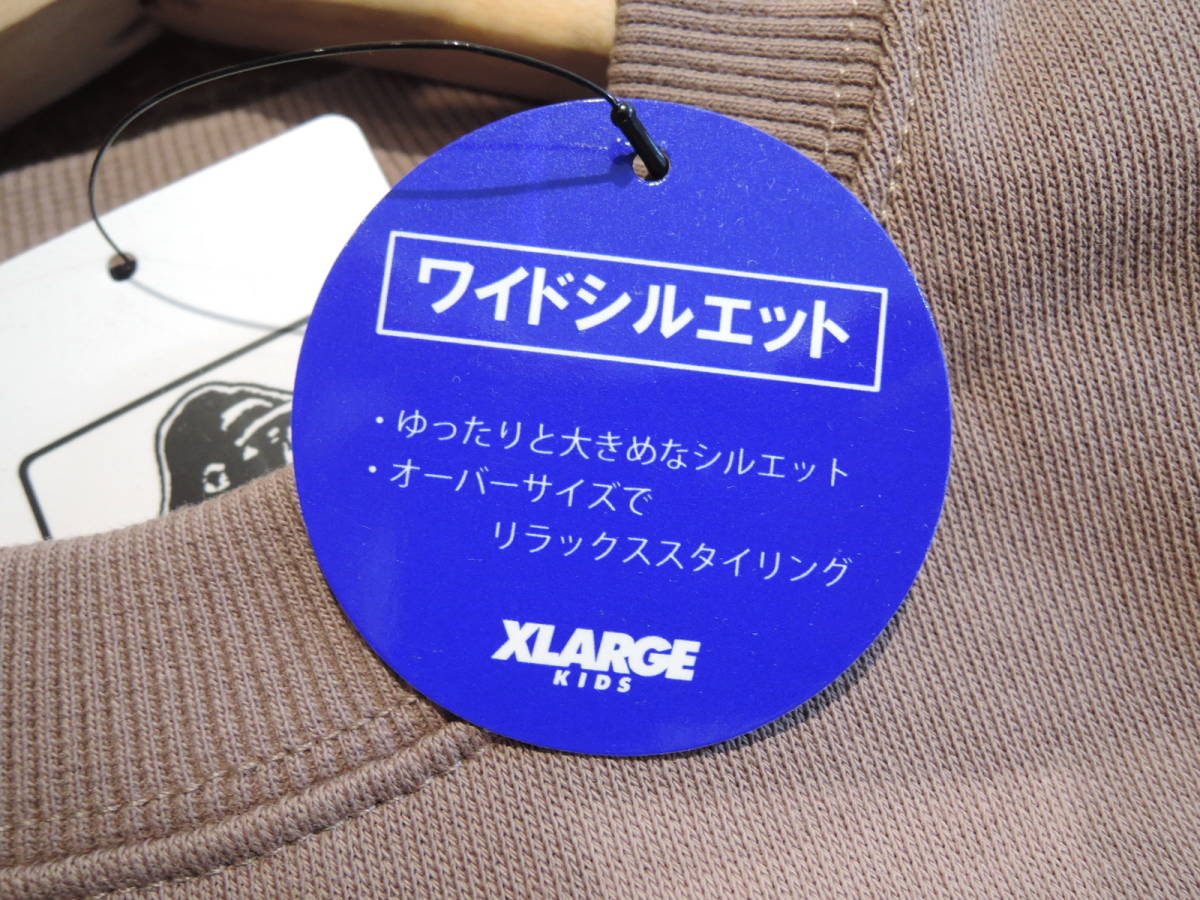 ワイドシルエット
・ゆったりと大きめなシルエット
・オーバーサイズで
リラックススタイリング
XLARGE
KIDS